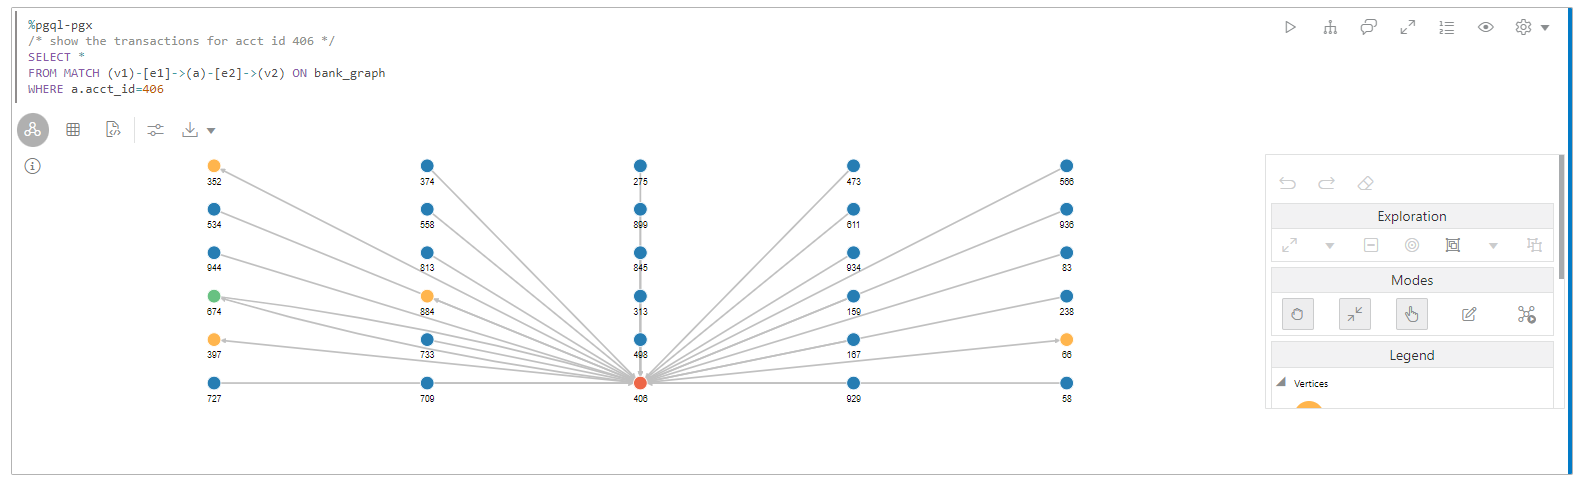 %pgql-pgx
/* show the transactions for acct id 406 */
SELECT *
FROM MATCH (v1)-[e1]->(a)-[e2]->(v2) ON bank_graph
WHERE a.acct_id=406
352 374 275 473 566
534 558 899 611 936
944 813 845 934 83
674 884 313 159 238
397 733 498 167 66
727 709 406 929 58
Exploration
Modes
Legend
Vertices